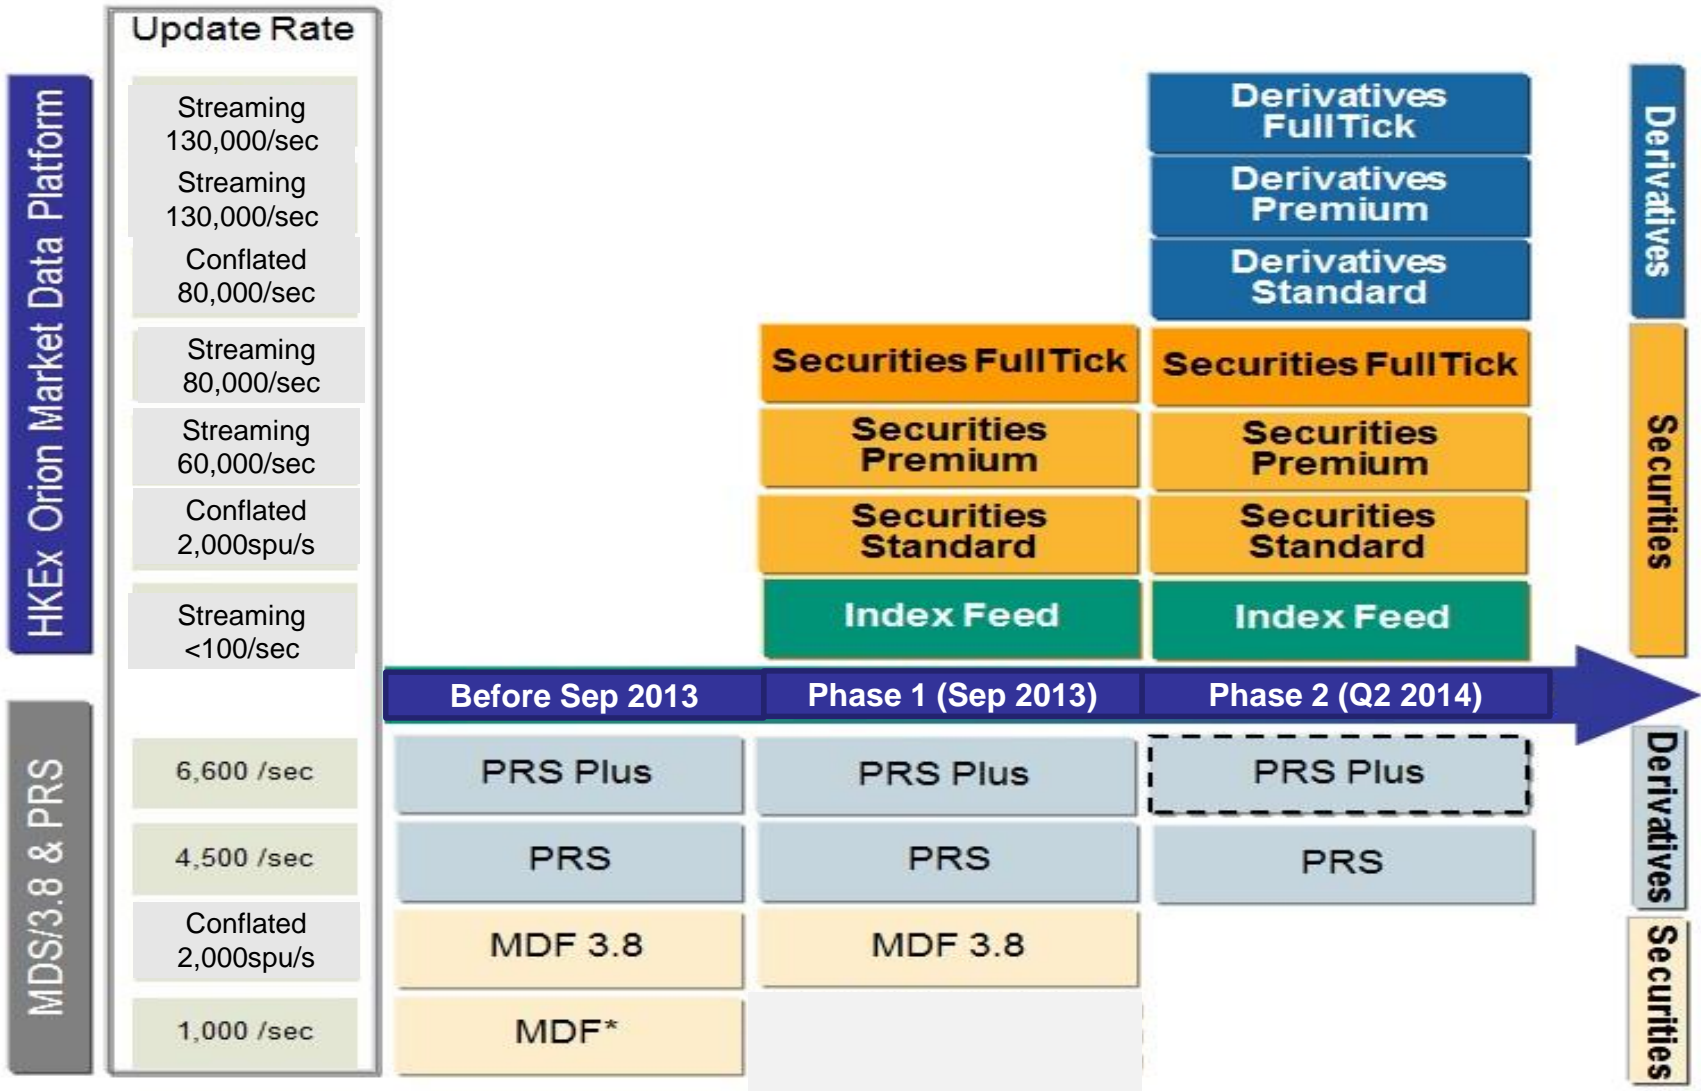 Update Rate
HKEx Orion Market Data Platform
Streaming
130,000/sec
Derivatives
FullTick
Derivatives
Streaming
130,000/sec
Derivatives
Premium
Conflated
80,000/sec
Derivatives
Standard
Streaming
80,000/sec
Securities FullTick
Securities FullTick
Securities
Streaming
60,000/sec
Securities
Premium
Securities
Premium
Conflated
2,000spu/s
Securities
Standard
Securities
Standard
Streaming
<100/sec
Index Feed
Index Feed
Before Sep 2013
Phase 1 (Sep 2013)
Phase 2 (Q2 2014)
MDS/3.8 & PRS
6,600 /sec
PRS Plus
PRS Plus
PRS Plus
Derivatives
4,500 /sec
PRS
PRS
PRS
Conflated
2,000spu/s
MDF 3.8
MDF 3.8
Securities
1,000 /sec
MDF*